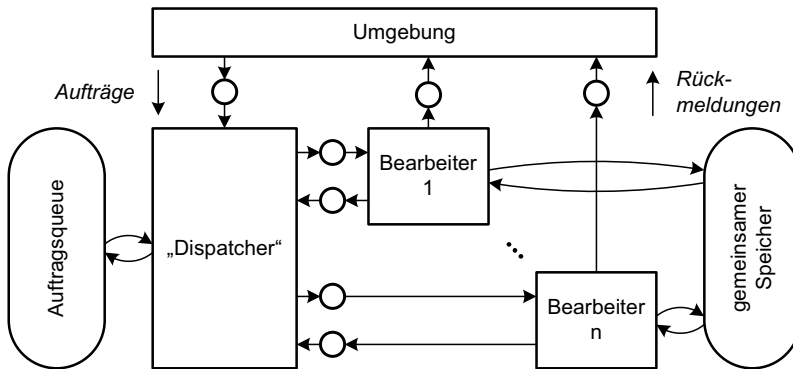 Umgebung
Aufträge
Rück-
meldungen
Auftragsqueue
„Dispatcher“
Bearbeiter
1
Bearbeiter
n
gemeinsamer
Speicher